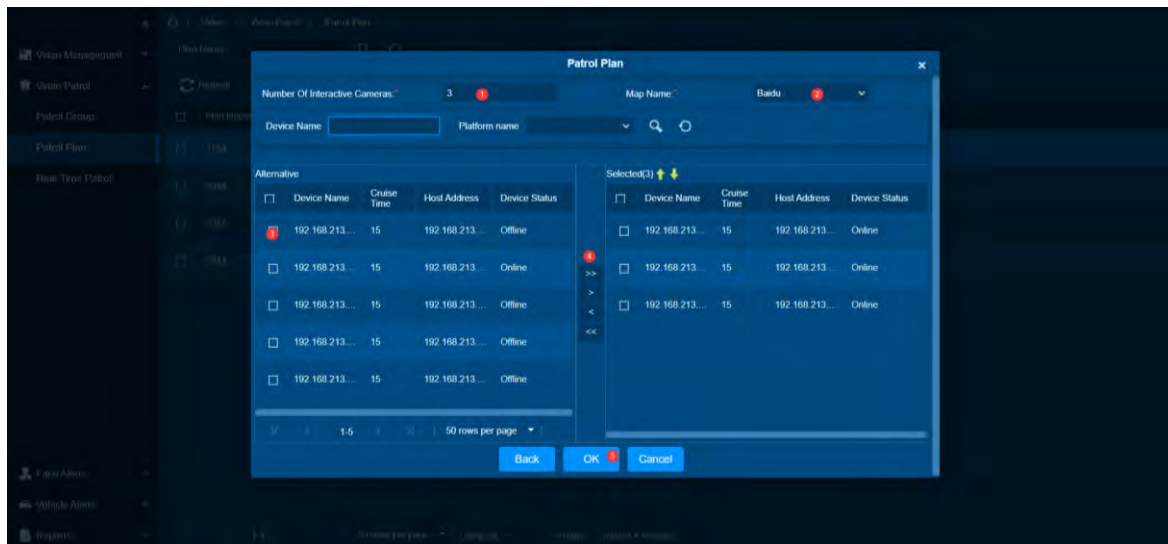 Vision Management
Vision Patrol
Patrol Group
Patrol Plan
Real Time Patrol
Patrol Plan
×
Number Of Interactive Cameras:* 3 1 Map Name:* Baidu 2
Device Name Platform name
Alternative
Device Name Cruise Time Host Address Device Status
192.168.213.... 15 192.168.213.... Offline
192.168.213.... 15 192.168.213.... Online
192.168.213.... 15 192.168.213.... Offline
192.168.213.... 15 192.168.213.... Offline
192.168.213.... 15 192.168.213.... Offline
1-5 50 rows per page
4
>>
>
<
<<
Selected(3)
Device Name Cruise Time Host Address Device Status
192.168.213.... 15 192.168.213.... Online
192.168.213.... 15 192.168.213.... Online
192.168.213.... 15 192.168.213.... Online
Back OK Cancel
Face Alerts
Vehicle Alerts
Reports